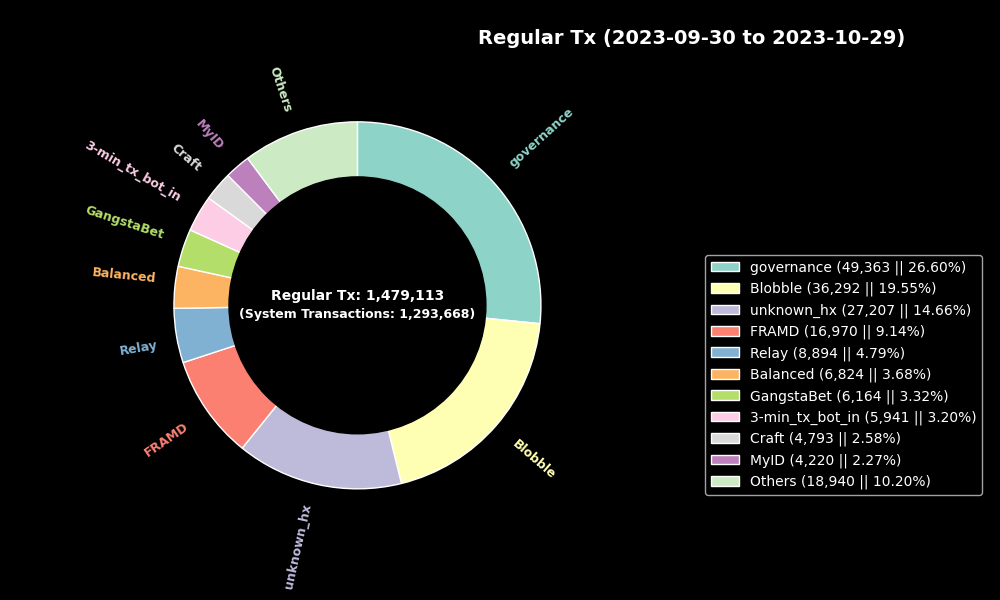 Regular Tx (2023-09-30 to 2023-10-29)
Others
governance
MyID
Craft
3-min_tx_bot_in
GangstaBet
Balanced
Relay
FRAMD
unknown_hx
Blobble
Regular Tx: 1,479,113
(System Transactions: 1,293,668)
governance (49,363 || 26.60%)
Blobble (36,292 || 19.55%)
unknown_hx (27,207 || 14.66%)
FRAMD (16,970 || 9.14%)
Relay (8,894 || 4.79%)
Balanced (6,824 || 3.68%)
GangstaBet (6,164 || 3.32%)
3-min_tx_bot_in (5,941 || 3.20%)
Craft (4,793 || 2.58%)
MyID (4,220 || 2.27%)
Others (18,940 || 10.20%)